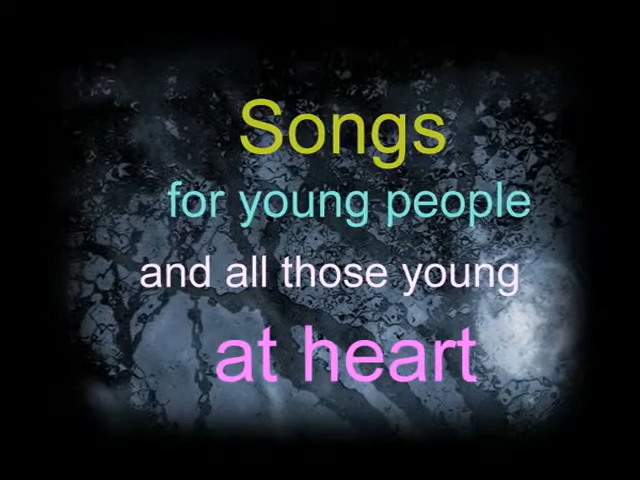 Songs
for young people
and all those young
at heart